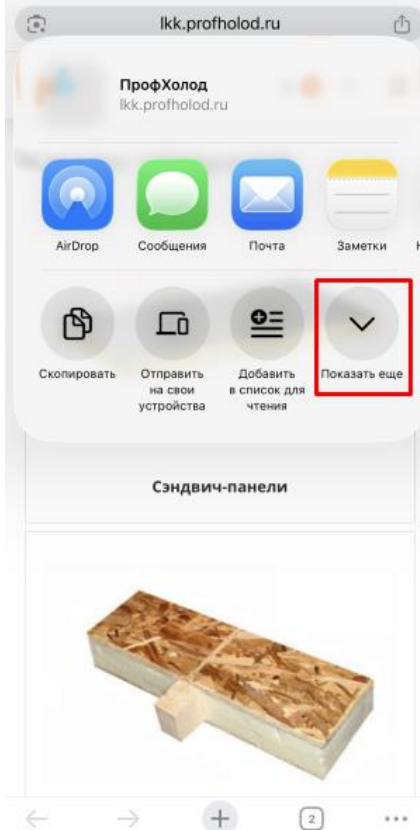 lkk.profholod.ru
ПрофХолод
lkk.profholod.ru
AirDrop
Сообщения
Почта
Заметки
Скопировать
Отправить
на свои
устройства
Добавить
в список для
чтения
Показать еще
Сэндвич-панели
2